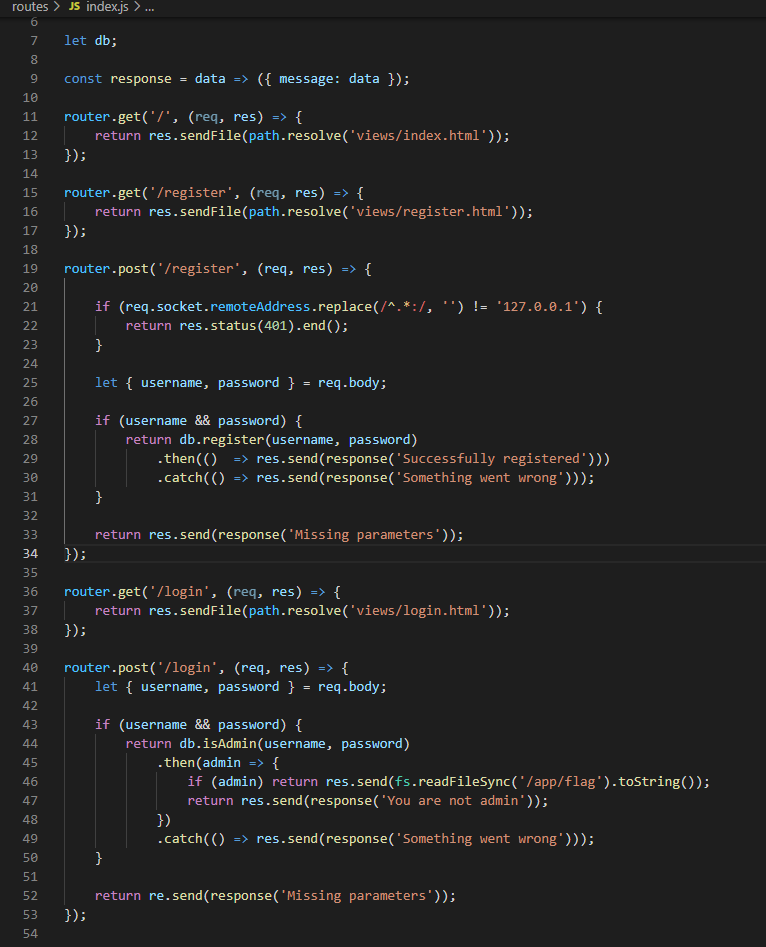 routes > JS index.js > ...
6
7 let db;
8
9 const response = data => ({ message: data });
10
11 router.get('/', (req, res) => {
12     return res.sendFile(path.resolve('views/index.html'));
13 });
14
15 router.get('/register', (req, res) => {
16     return res.sendFile(path.resolve('views/register.html'));
17 });
18
19 router.post('/register', (req, res) => {
20
21     if (req.socket.remoteAddress.replace(/^.*:/, '') != '127.0.0.1') {
22         return res.status(401).end();
23     }
24
25     let { username, password } = req.body;
26
27     if (username && password) {
28         return db.register(username, password)
29             .then(()  => res.send(response('Successfully registered')))
30             .catch(() => res.send(response('Something went wrong')));
31     }
32
33     return res.send(response('Missing parameters'));
34 });
35
36 router.get('/login', (req, res) => {
37     return res.sendFile(path.resolve('views/login.html'));
38 });
39
40 router.post('/login', (req, res) => {
41     let { username, password } = req.body;
42
43     if (username && password) {
44         return db.isAdmin(username, password)
45             .then(admin => {
46                 if (admin) return res.send(fs.readFileSync('/app/flag').toString());
47                 return res.send(response('You are not admin'));
48             })
49             .catch(() => res.send(response('Something went wrong')));
50     }
51
52     return re.send(response('Missing parameters'));
53 });
54